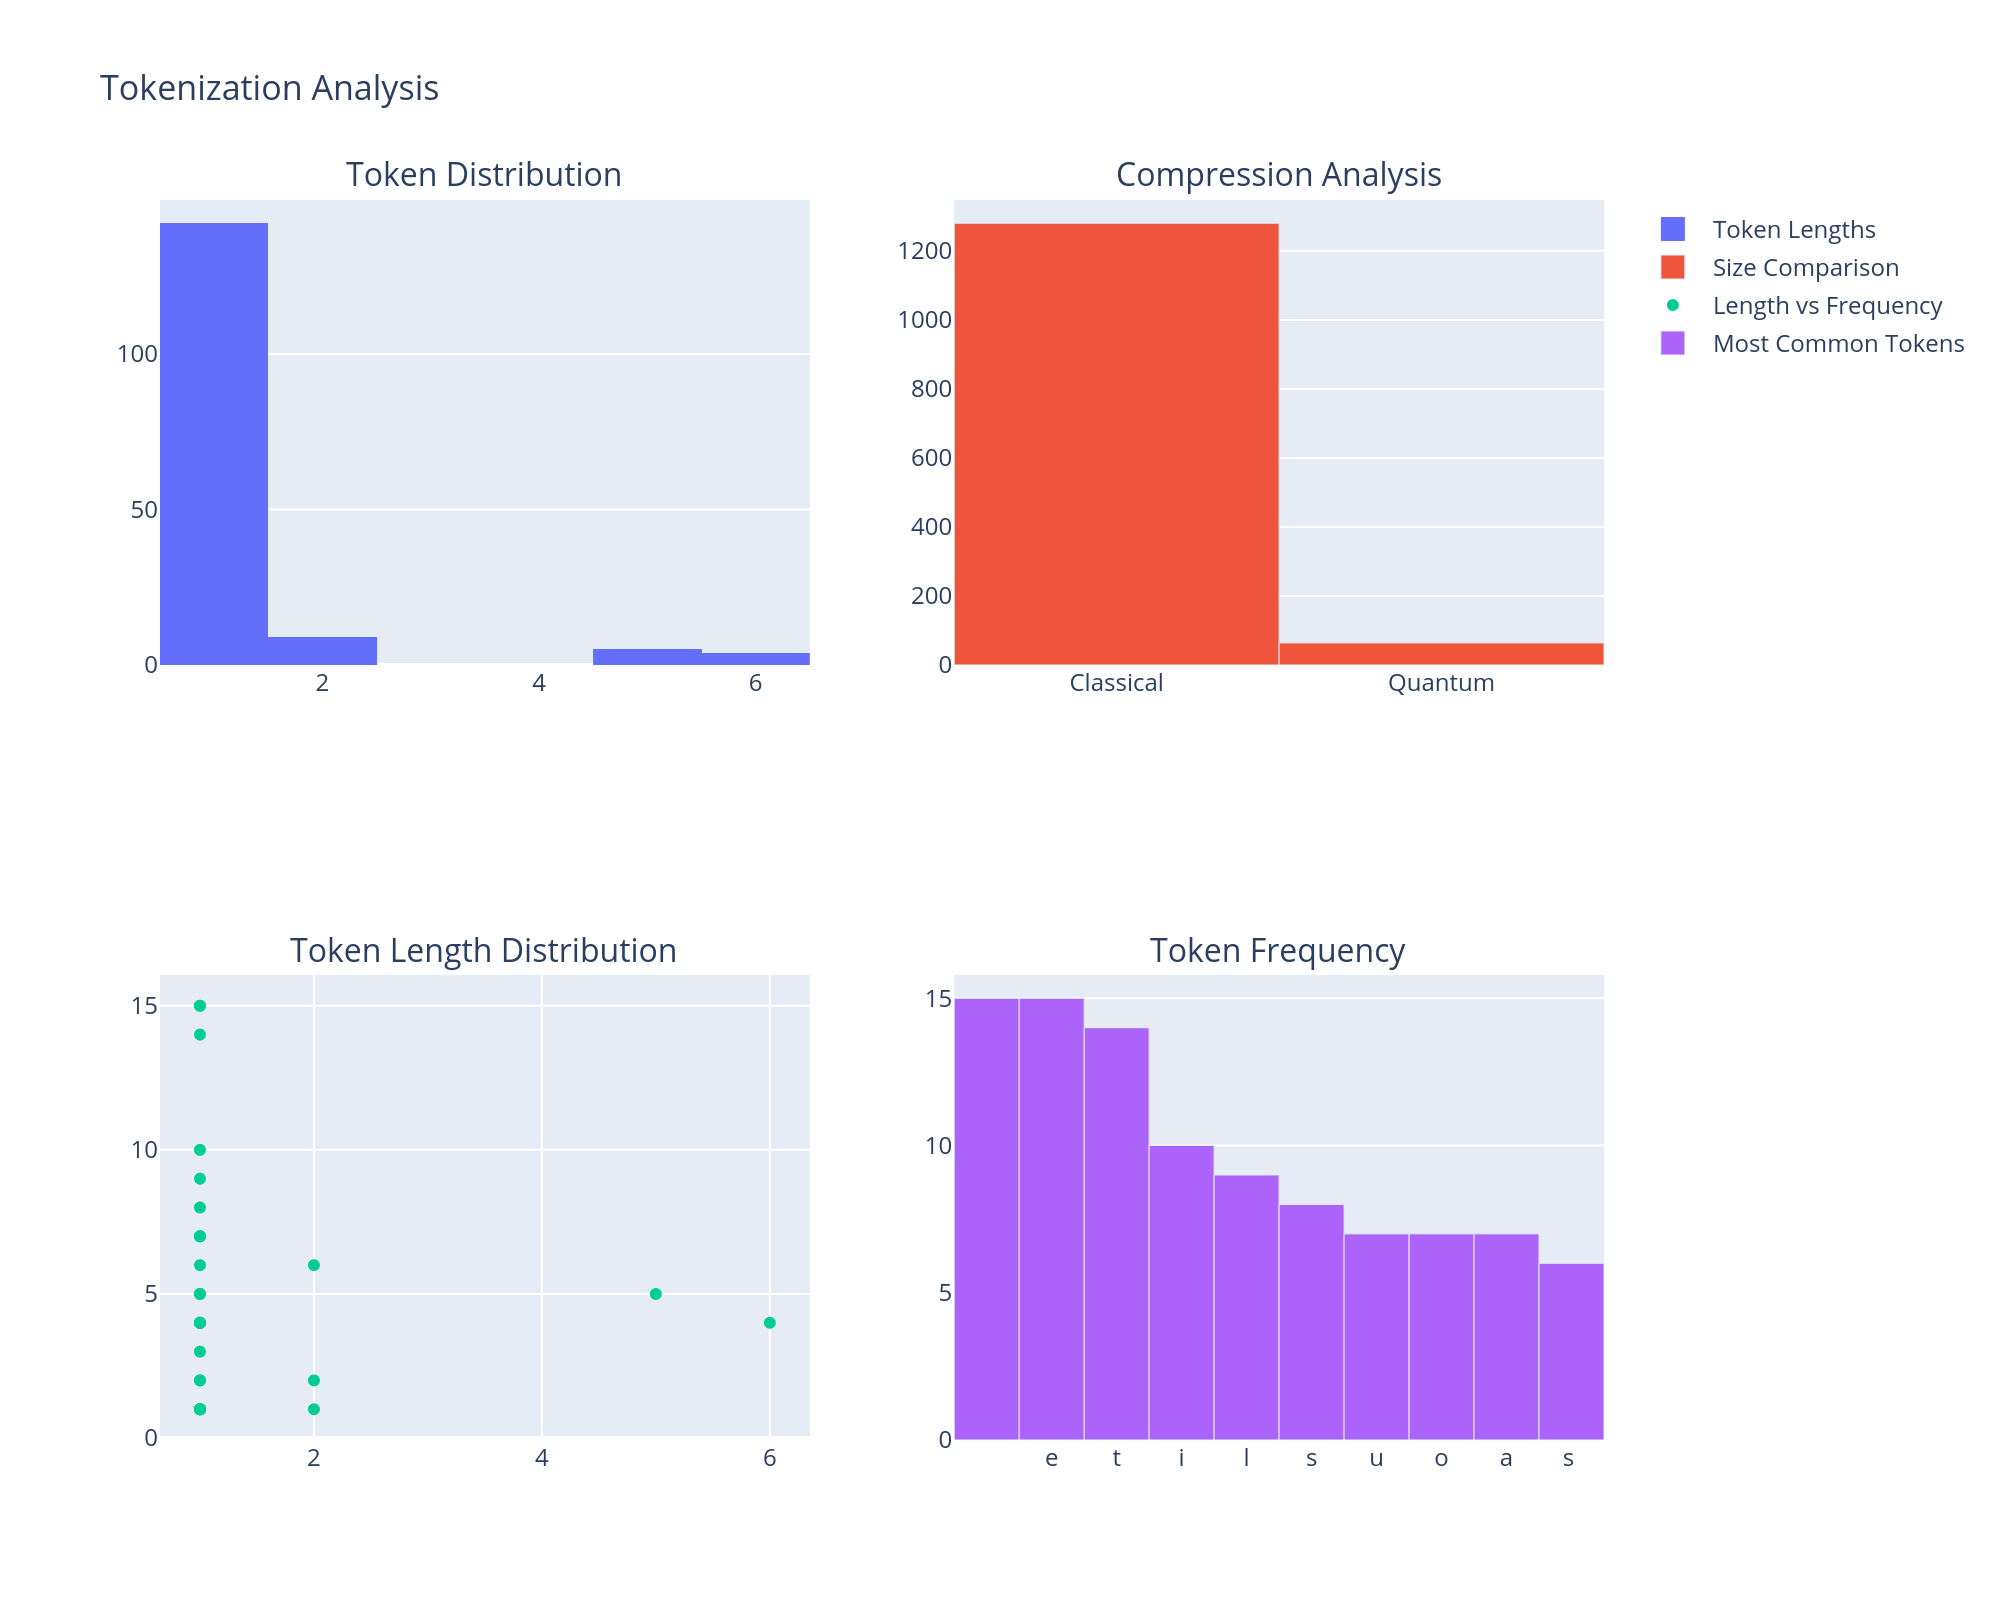 Tokenization Analysis
Token Distribution
100
50
0
2 4 6
Compression Analysis
1200
1000
800
600
400
200
0
Classical Quantum
Token Lengths
Size Comparison
Length vs Frequency
Most Common Tokens
Token Length Distribution
15
10
5
0
2 4 6
Token Frequency
15
10
5
0
e t i l s u o a s